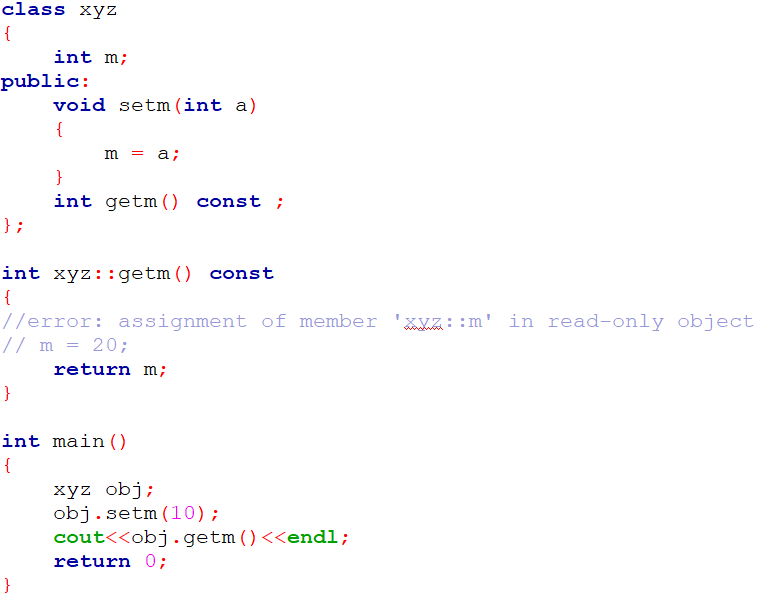 class xyz
{
    int m;
public:
    void setm(int a)
    {
        m = a;
    }
    int getm() const ;
};

int xyz::getm() const
{
//error: assignment of member 'xyz::m' in read-only object
// m = 20;
    return m;
}

int main()
{
    xyz obj;
    obj.setm(10);
    cout<<obj.getm()<<endl;
    return 0;
}